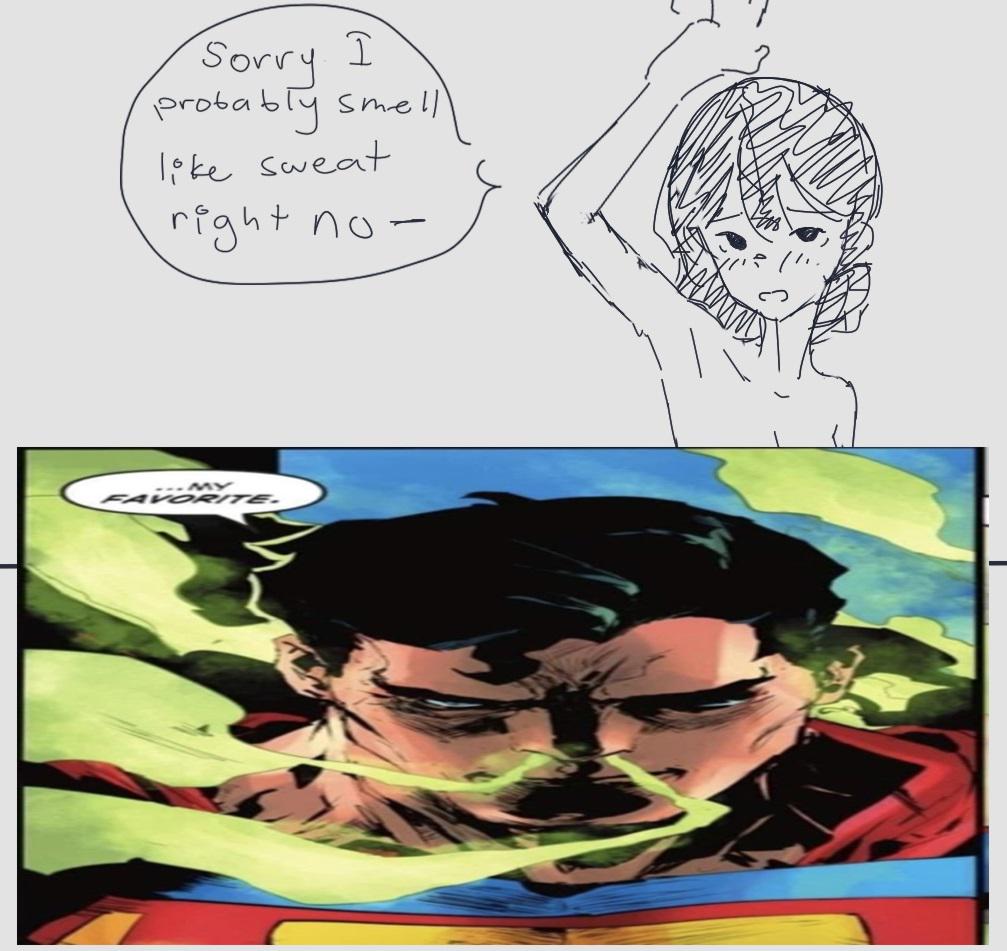 Sorry I
probably smell
like sweat
right no—
...MY
FAVORITE.